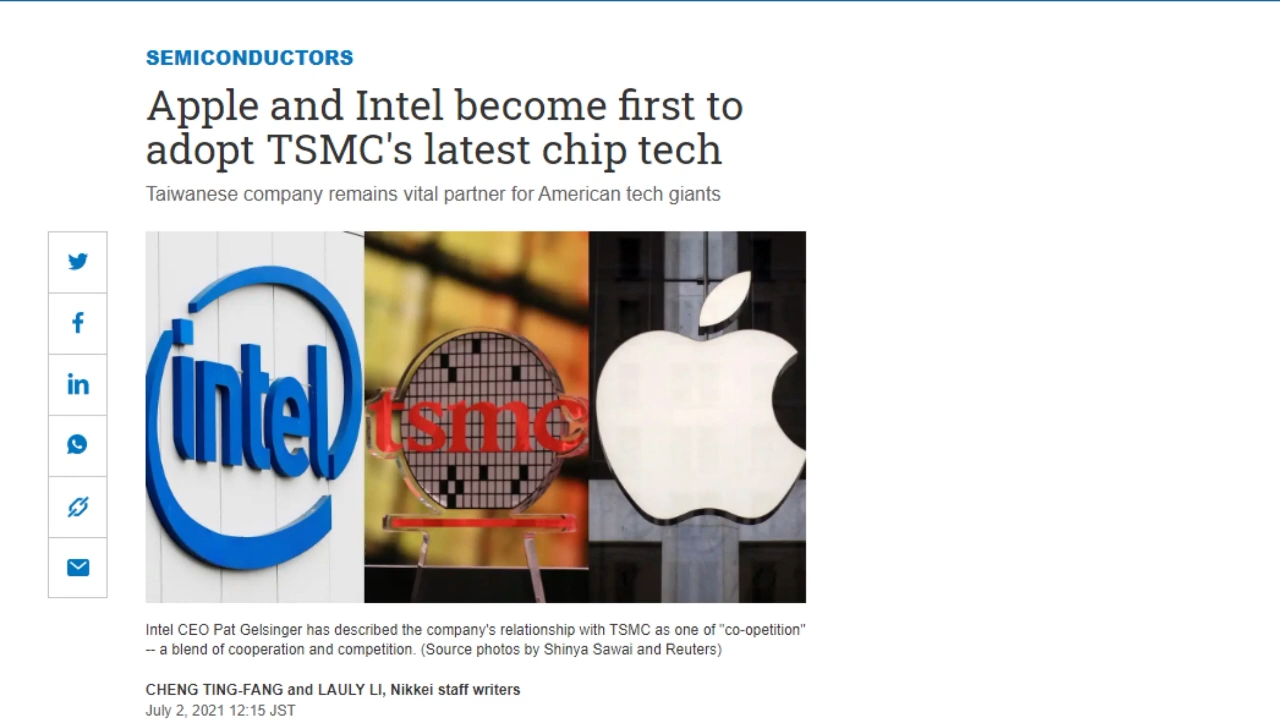 SEMICONDUCTORS
Apple and Intel become first to
adopt TSMC's latest chip tech
Taiwanese company remains vital partner for American tech giants
intel
tsmc
Intel CEO Pat Gelsinger has described the company's relationship with TSMC as one of "co-opetition"
-- a blend of cooperation and competition. (Source photos by Shinya Sawai and Reuters)
CHENG TING-FANG and LAULY LI, Nikkei staff writers
July 2, 2021 12:15 JST